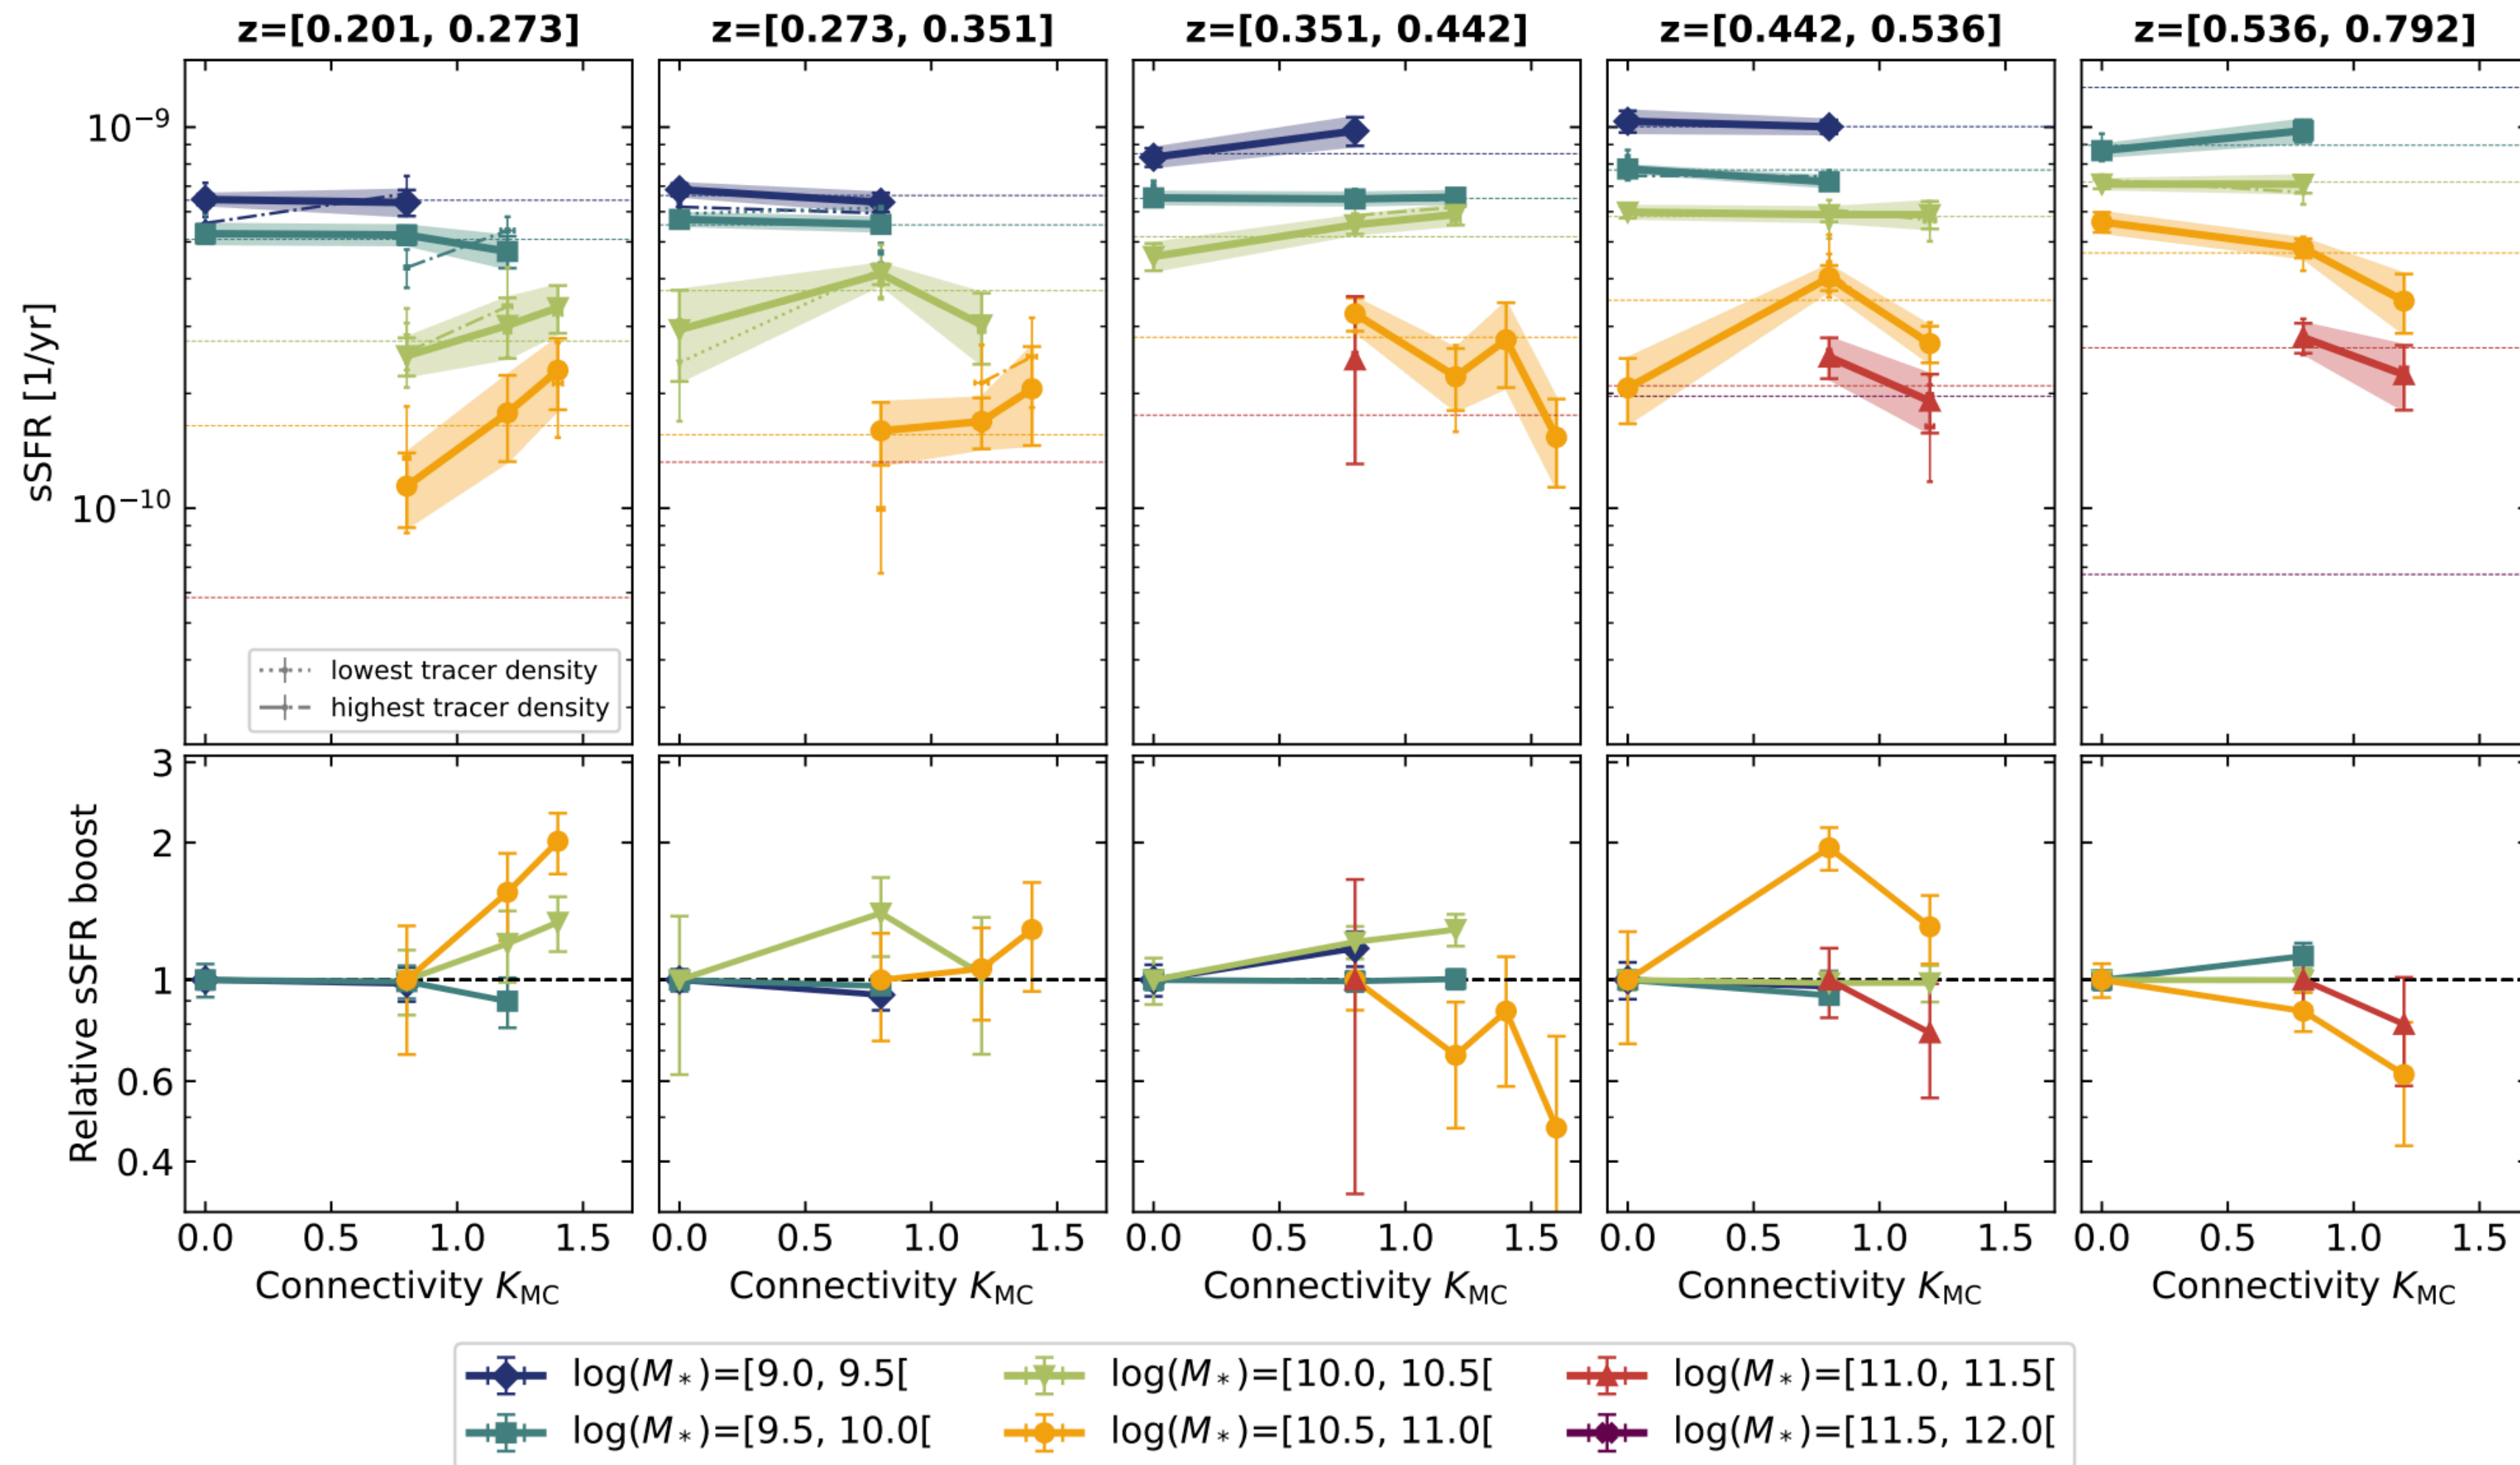 z=[0.201, 0.273] z=[0.273, 0.351] z=[0.351, 0.442] z=[0.442, 0.536] z=[0.536, 0.792]
sSFR [1/yr]
10⁻⁹
10⁻¹⁰
lowest tracer density
highest tracer density
Relative sSFR boost
3
2
1
0.6
0.4
0.0 0.5 1.0 1.5 0.0 0.5 1.0 1.5 0.0 0.5 1.0 1.5 0.0 0.5 1.0 1.5 0.0 0.5 1.0 1.5
Connectivity K_MC Connectivity K_MC Connectivity K_MC Connectivity K_MC Connectivity K_MC
log(M*)=[9.0, 9.5[ log(M*)=[10.0, 10.5[ log(M*)=[11.0, 11.5[
log(M*)=[9.5, 10.0[ log(M*)=[10.5, 11.0[ log(M*)=[11.5, 12.0[